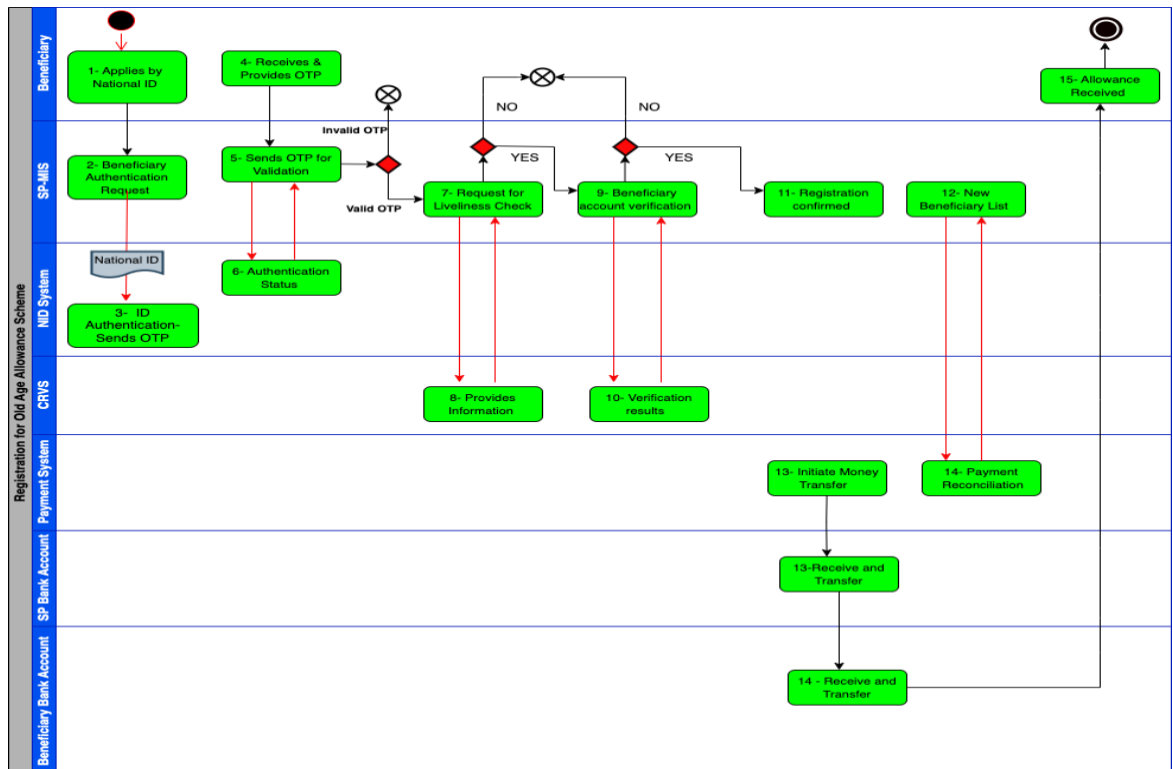 Registration for Old Age Allowance Scheme
Beneficiary
1- Applies by
National ID
4- Receives &
Provides OTP
Invalid OTP
NO
NO
15- Allowance
Received
SP-MIS
2- Beneficiary
Authentication
Request
5- Sends OTP for
Validation
Valid OTP
7- Request for
Liveliness Check
YES
9- Beneficiary
account verification
YES
11- Registration
confirmed
12- New
Beneficiary List
NID System
National ID
3- ID
Authentication-
Sends OTP
6- Authentication
Status
CRVS
8- Provides
Information
10- Verification
results
Payment System
13- Initiate Money
Transfer
14- Payment
Reconciliation
SP Bank Account
13-Receive and
Transfer
Beneficiary Bank Account
14 - Receive and
Transfer